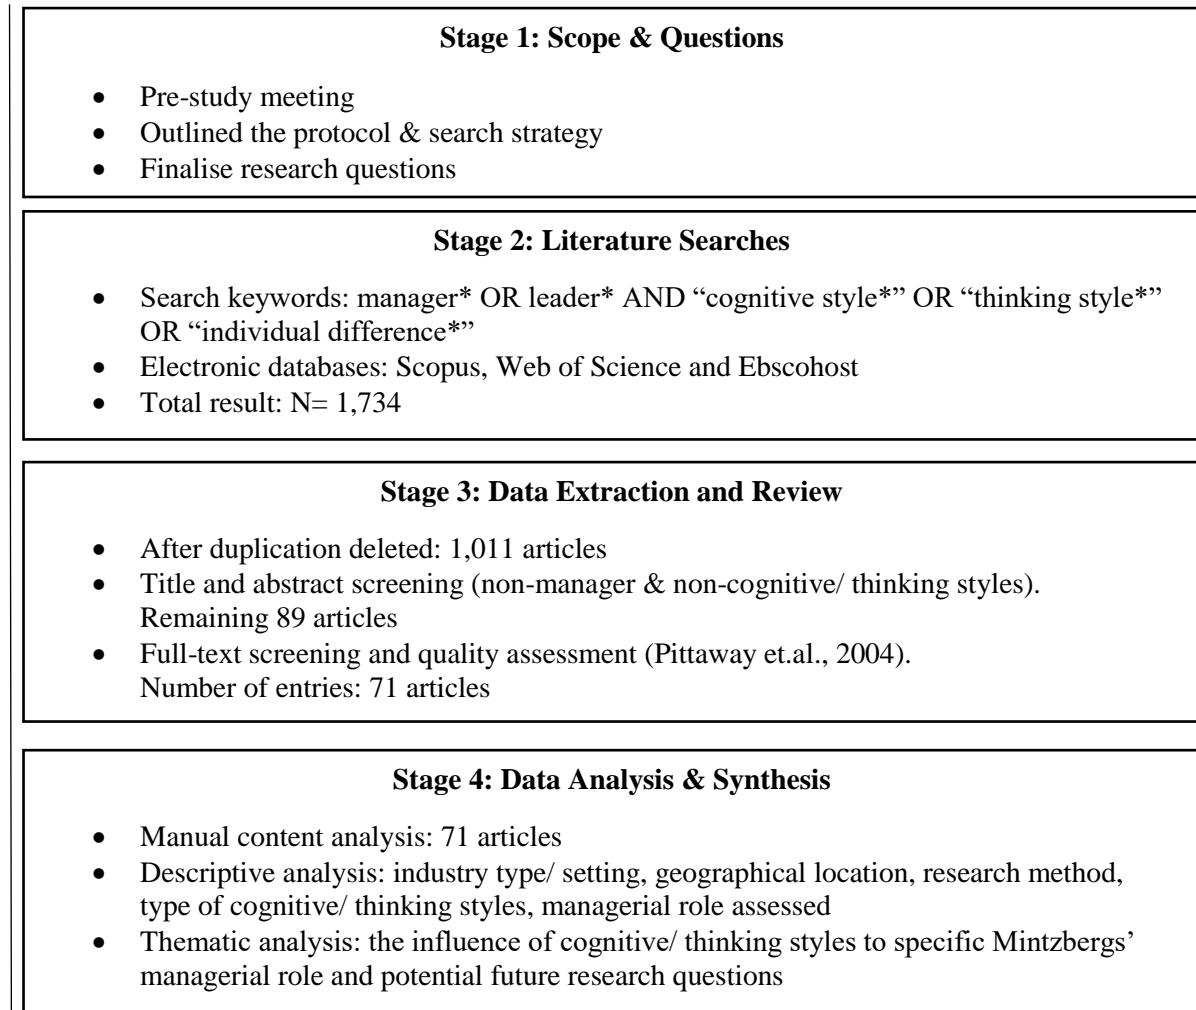 Stage 1: Scope & Questions
• Pre-study meeting
• Outlined the protocol & search strategy
• Finalise research questions
Stage 2: Literature Searches
• Search keywords: manager* OR leader* AND “cognitive style*” OR “thinking style*”
OR “individual difference*”
• Electronic databases: Scopus, Web of Science and Ebscohost
• Total result: N= 1,734
Stage 3: Data Extraction and Review
• After duplication deleted: 1,011 articles
• Title and abstract screening (non-manager & non-cognitive/ thinking styles).
Remaining 89 articles
• Full-text screening and quality assessment (Pittaway et.al., 2004).
Number of entries: 71 articles
Stage 4: Data Analysis & Synthesis
• Manual content analysis: 71 articles
• Descriptive analysis: industry type/ setting, geographical location, research method,
type of cognitive/ thinking styles, managerial role assessed
• Thematic analysis: the influence of cognitive/ thinking styles to specific Mintzbergs’
managerial role and potential future research questions